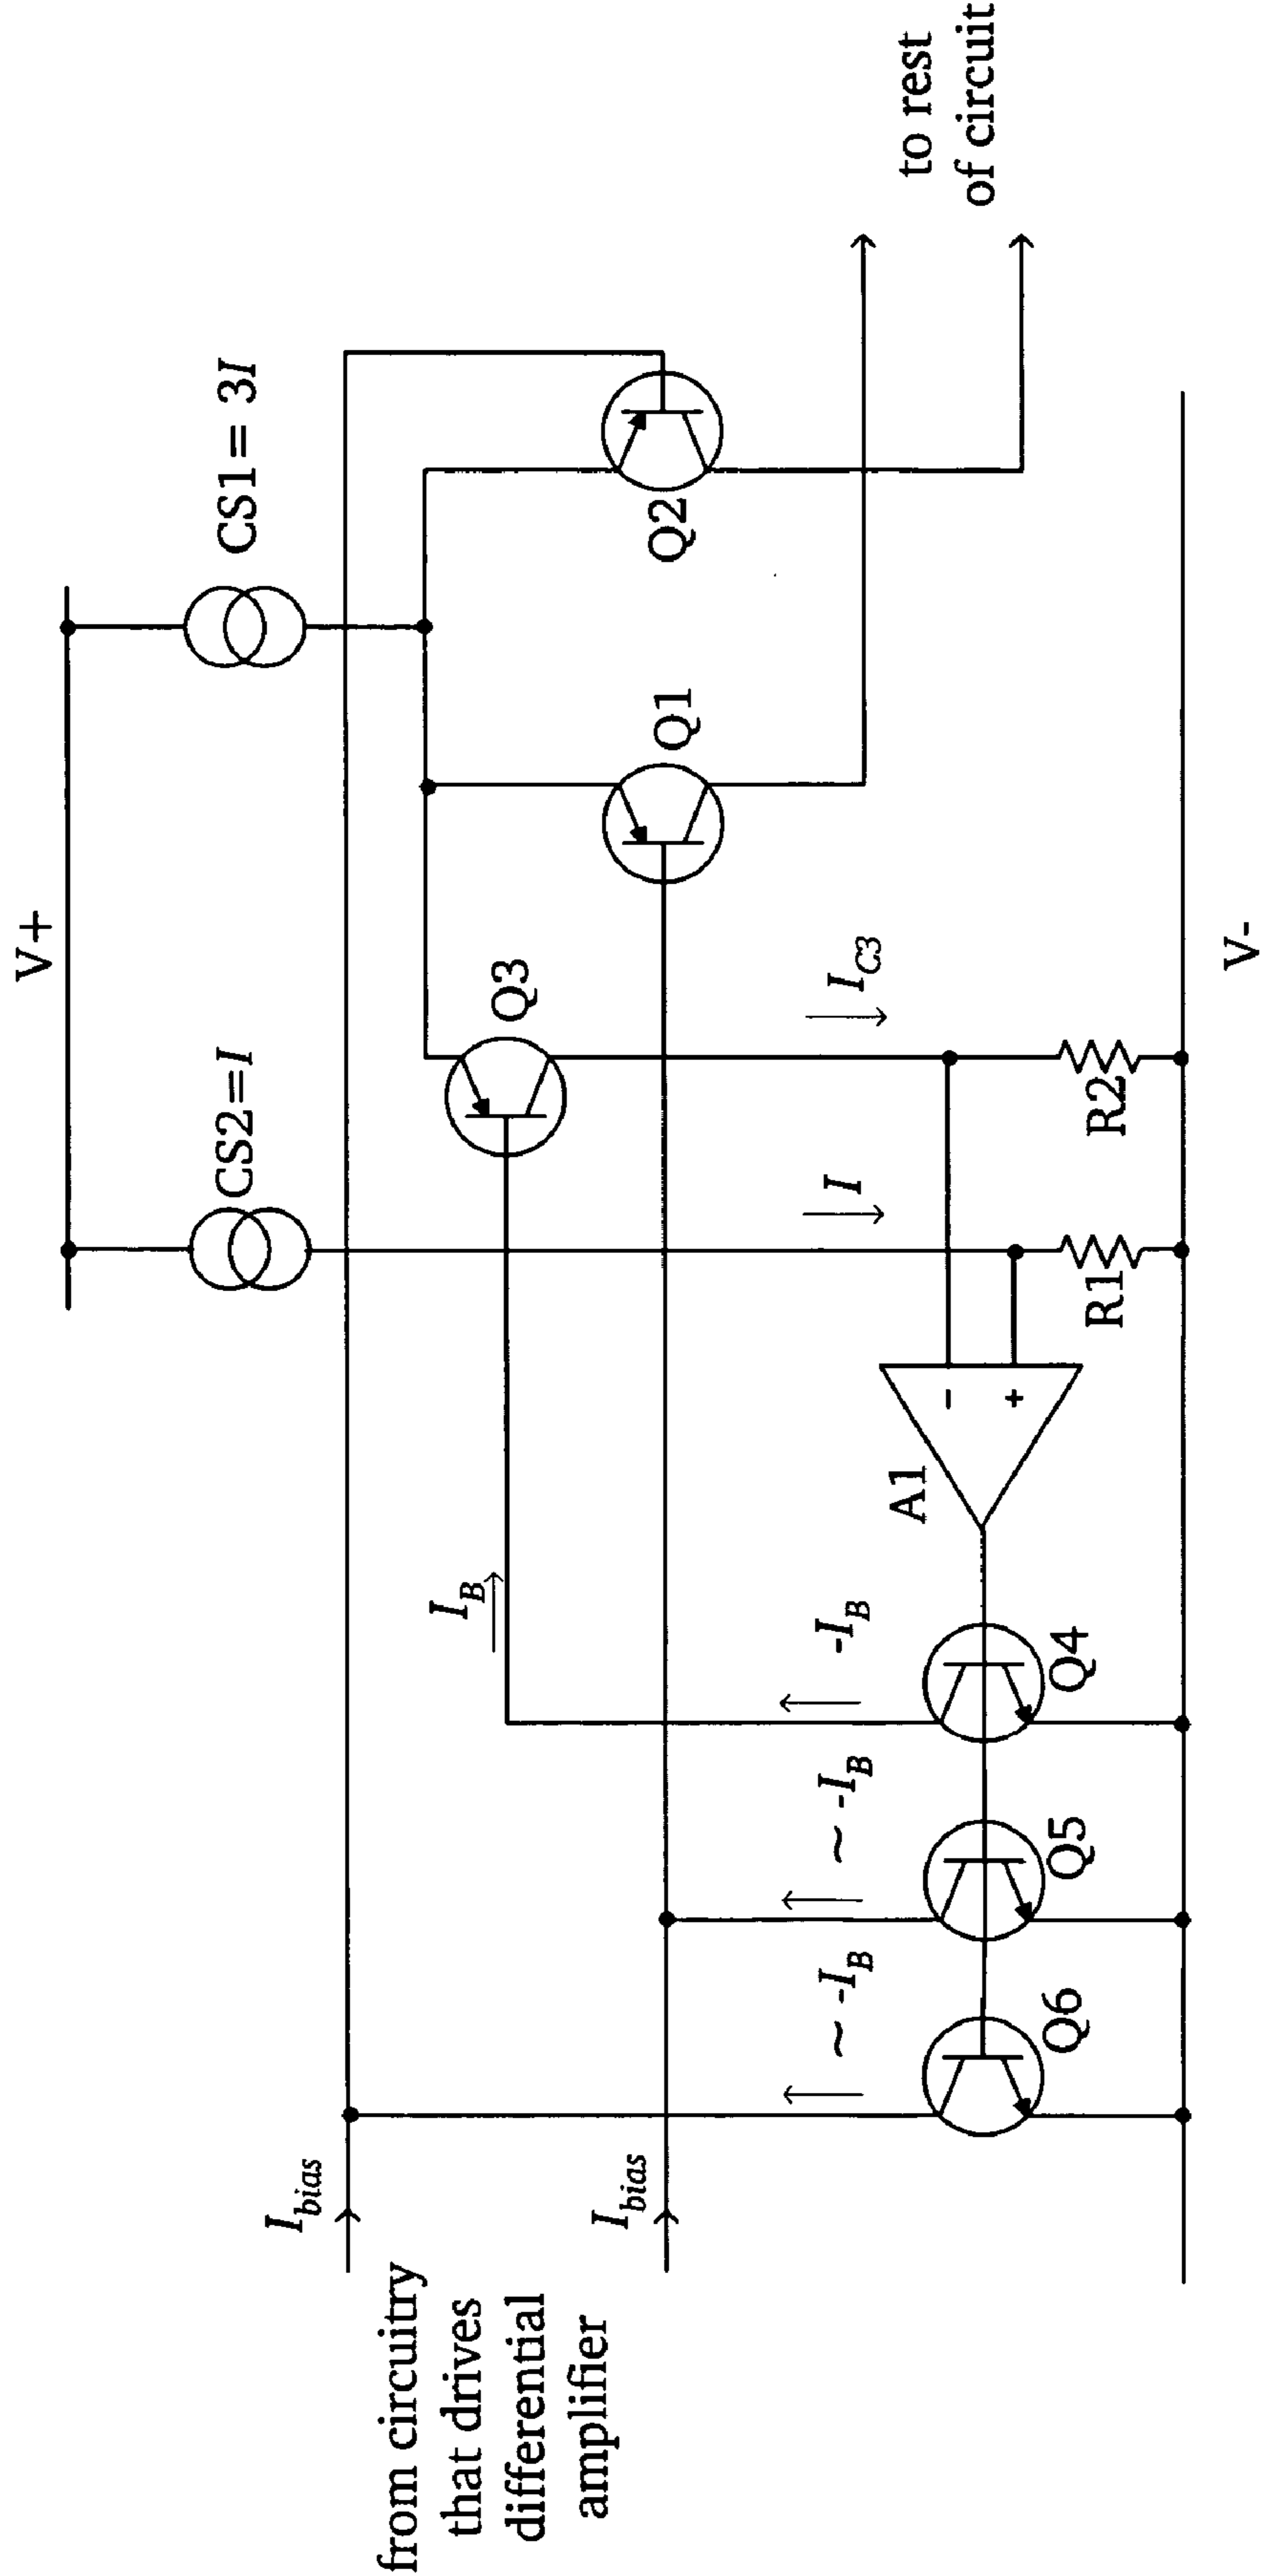 V+
CS2=I
CS1= 3I
I_bias
from circuitry
that drives
differential
amplifier
I_bias
I_B
Q3
Q1
Q2
to rest
of circuit
~ -I_B
~ -I_B
-I_B
I
I_C3
A1
-
+
Q6
Q5
Q4
R1
R2
V-